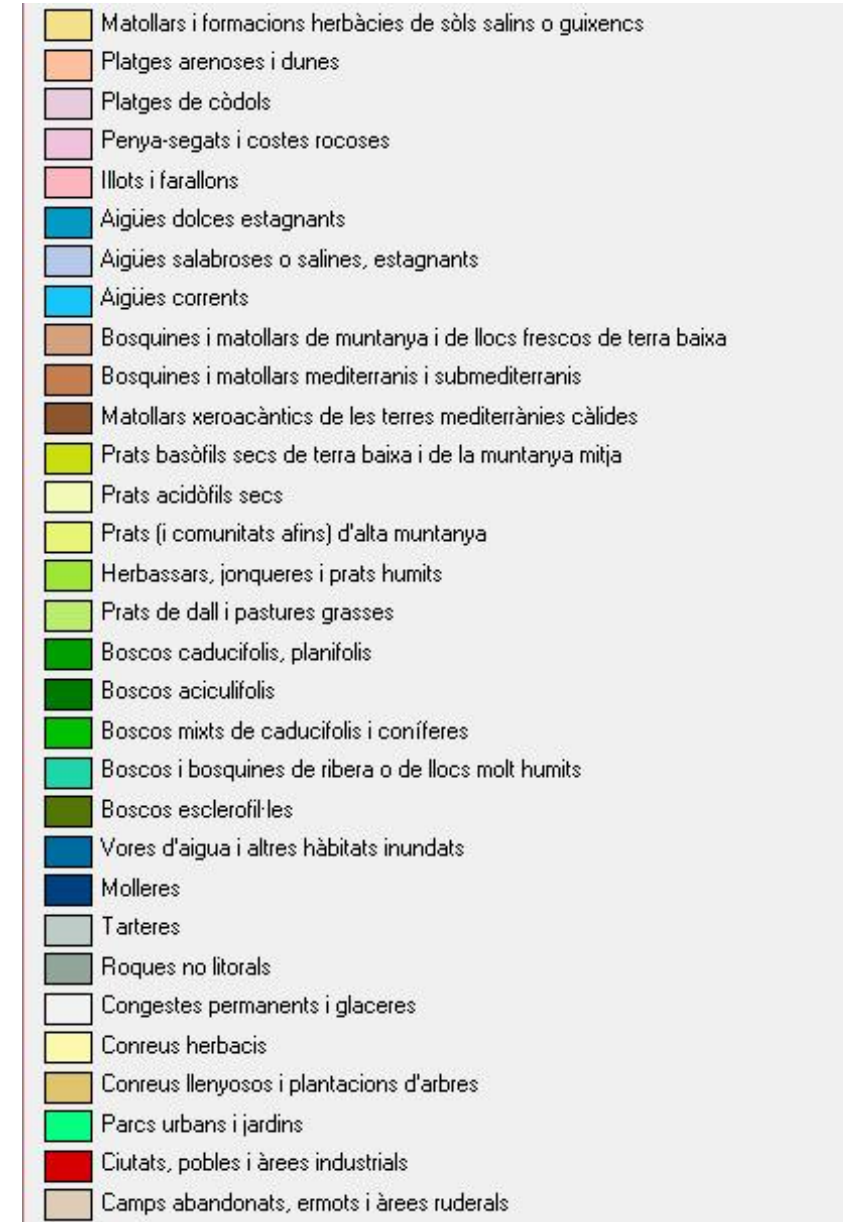 Matollars i formacions herbàcies de sòls salins o guixencs
Platges arenoses i dunes
Platges de còdols
Penya-segats i costes rocoses
Illots i farallons
Aigües dolces estagnants
Aigües salabroses o salines, estagnants
Aigües corrents
Bosquines i matollars de muntanya i de llocs frescos de terra baixa
Bosquines i matollars mediterranis i submediterranis
Matollars xeroacàntics de les terres mediterrànies càlides
Prats basòfils secs de terra baixa i de la muntanya mitja
Prats acidòfils secs
Prats (i comunitats afins) d'alta muntanya
Herbassars, jonqueres i prats humits
Prats de dall i pastures grasses
Boscos caducifolis, planifolis
Boscos aciculifolis
Boscos mixts de caducifolis i coníferes
Boscos i bosquines de ribera o de llocs molt humits
Boscos esclerofil·les
Vores d'aigua i altres hàbitats inundats
Molleres
Tarteres
Roques no litorals
Congestes permanents i glaceres
Conreus herbacis
Conreus llenyosos i plantacions d'arbres
Parcs urbans i jardins
Ciutats, pobles i àrees industrials
Camps abandonats, ermots i àrees ruderals